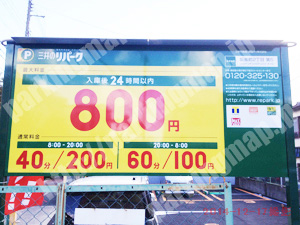 P 三井のリパーク
最大料金
入庫後24時間以内
800円
通常料金
8:00-20:00
40分/200円
20:00-8:00
60分/100円
0120-325-130
http://www.repark.jp